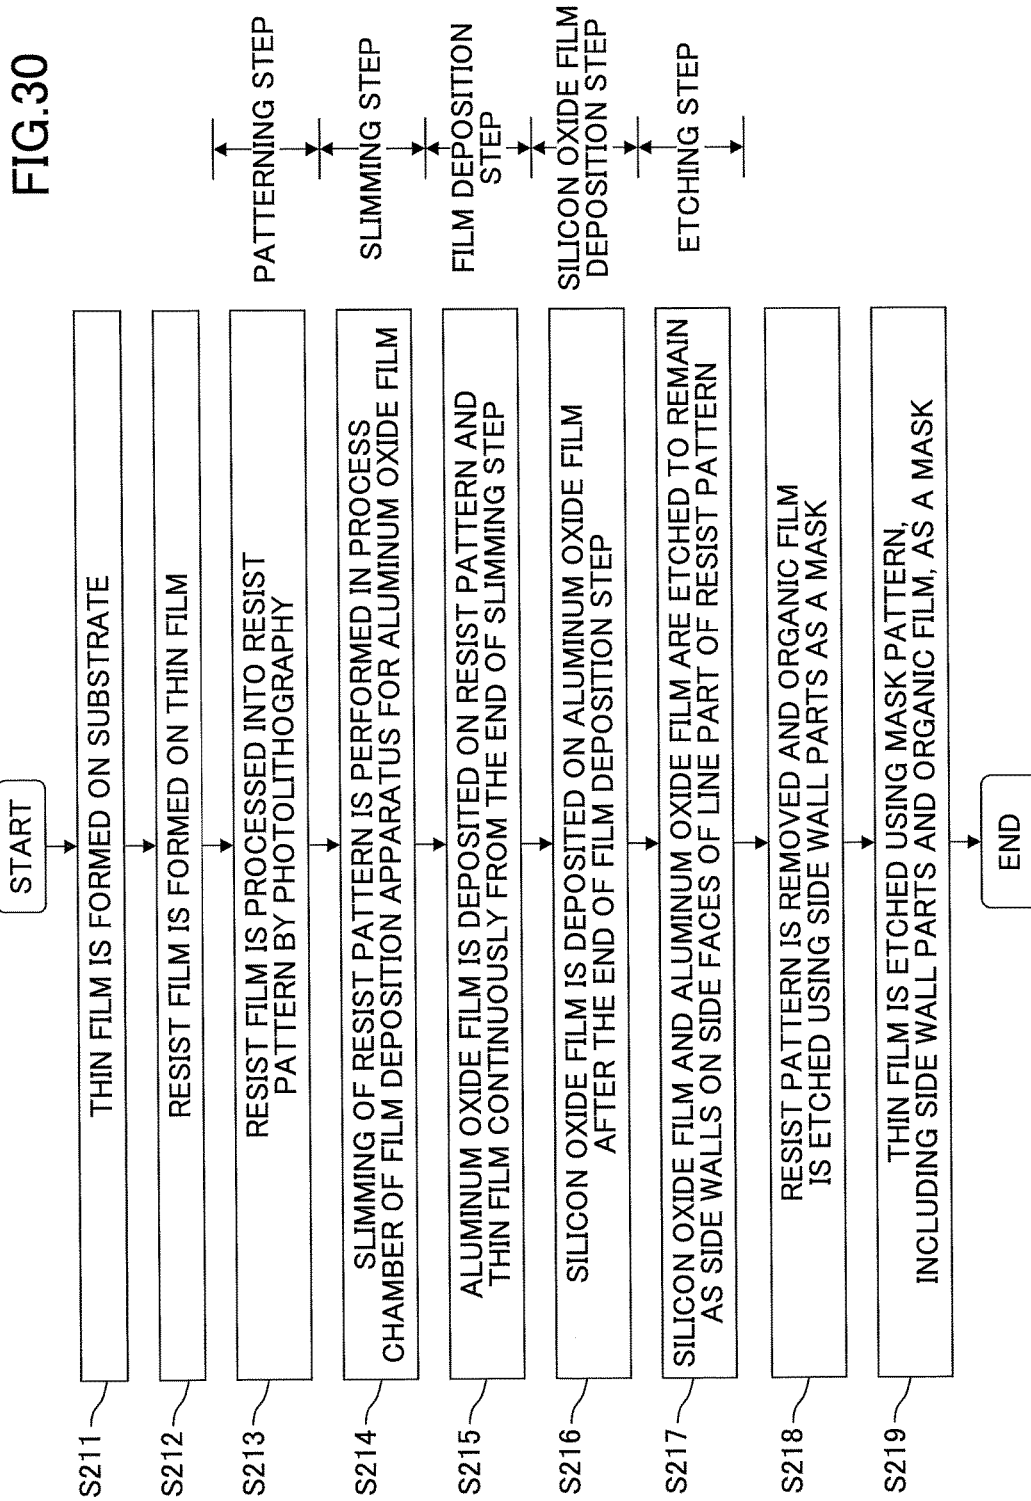 FIG.30
START
S211
THIN FILM IS FORMED ON SUBSTRATE
S212
RESIST FILM IS FORMED ON THIN FILM
S213
RESIST FILM IS PROCESSED INTO RESIST
PATTERN BY PHOTOLITHOGRAPHY
PATTERNING STEP
S214
SLIMMING OF RESIST PATTERN IS PERFORMED IN PROCESS
CHAMBER OF FILM DEPOSITION APPARATUS FOR ALUMINUM OXIDE FILM
SLIMMING STEP
S215
ALUMINUM OXIDE FILM IS DEPOSITED ON RESIST PATTERN AND
THIN FILM CONTINUOUSLY FROM THE END OF SLIMMING STEP
FILM DEPOSITION
STEP
S216
SILICON OXIDE FILM IS DEPOSITED ON ALUMINUM OXIDE FILM
AFTER THE END OF FILM DEPOSITION STEP
SILICON OXIDE FILM
DEPOSITION STEP
S217
SILICON OXIDE FILM AND ALUMINUM OXIDE FILM ARE ETCHED TO REMAIN
AS SIDE WALLS ON SIDE FACES OF LINE PART OF RESIST PATTERN
ETCHING STEP
S218
RESIST PATTERN IS REMOVED AND ORGANIC FILM
IS ETCHED USING SIDE WALL PARTS AS A MASK
S219
THIN FILM IS ETCHED USING MASK PATTERN,
INCLUDING SIDE WALL PARTS AND ORGANIC FILM, AS A MASK
END